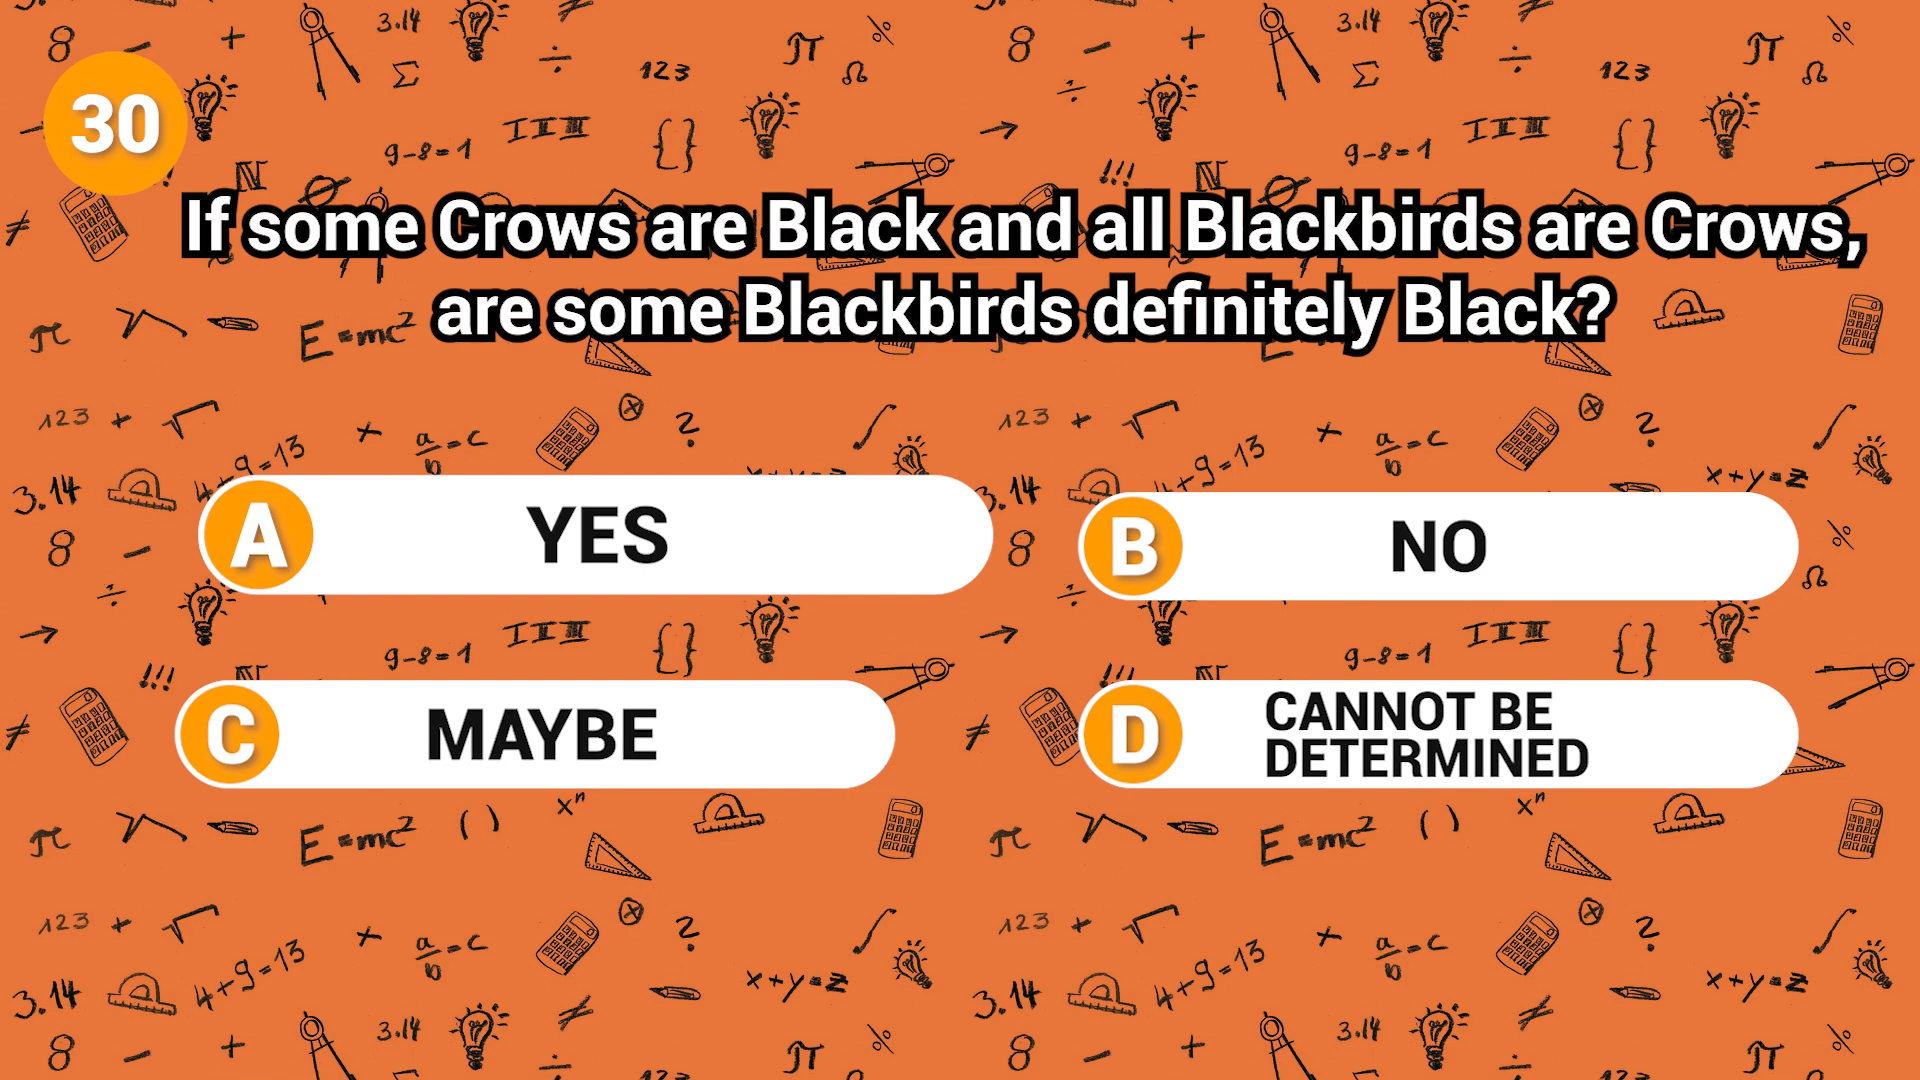 30
If some Crows are Black and all Blackbirds are Crows,
are some Blackbirds definitely Black?
A YES
B NO
C MAYBE
D CANNOT BE
DETERMINED